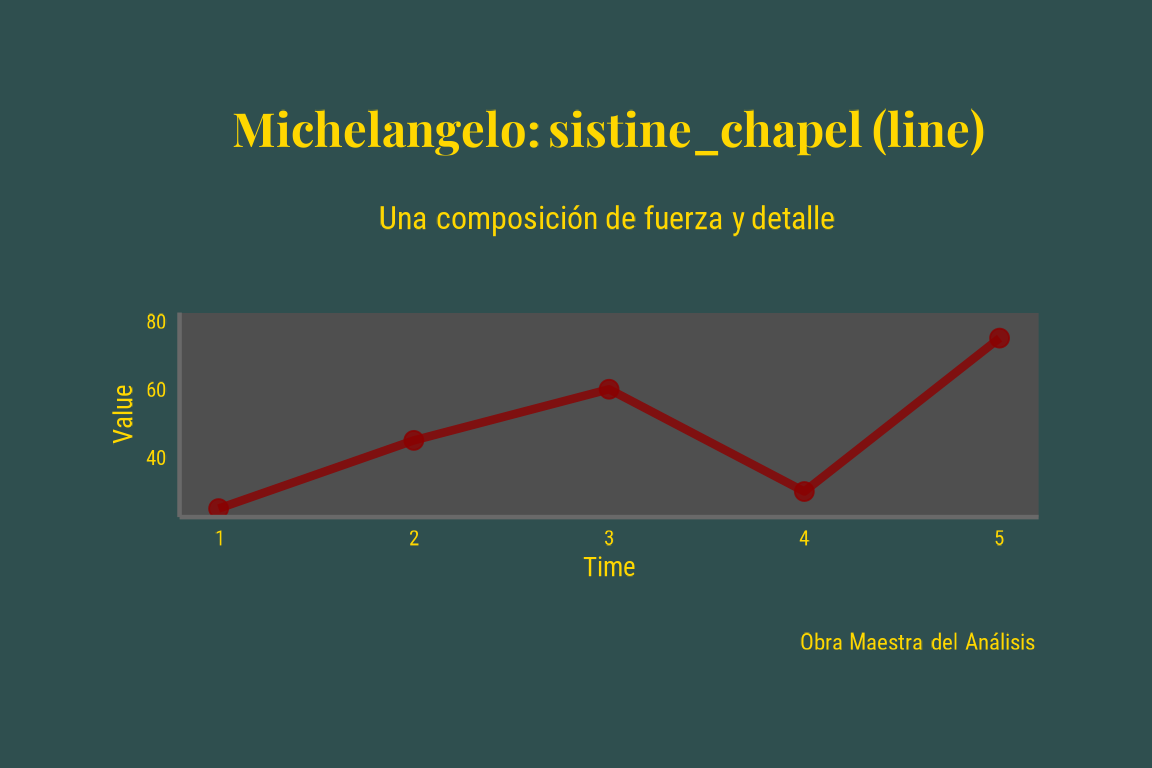 Michelangelo: sistine_chapel (line)
Una composición de fuerza y detalle
80
60
40
Value
1 2 3 4 5
Time
Obra Maestra del Análisis